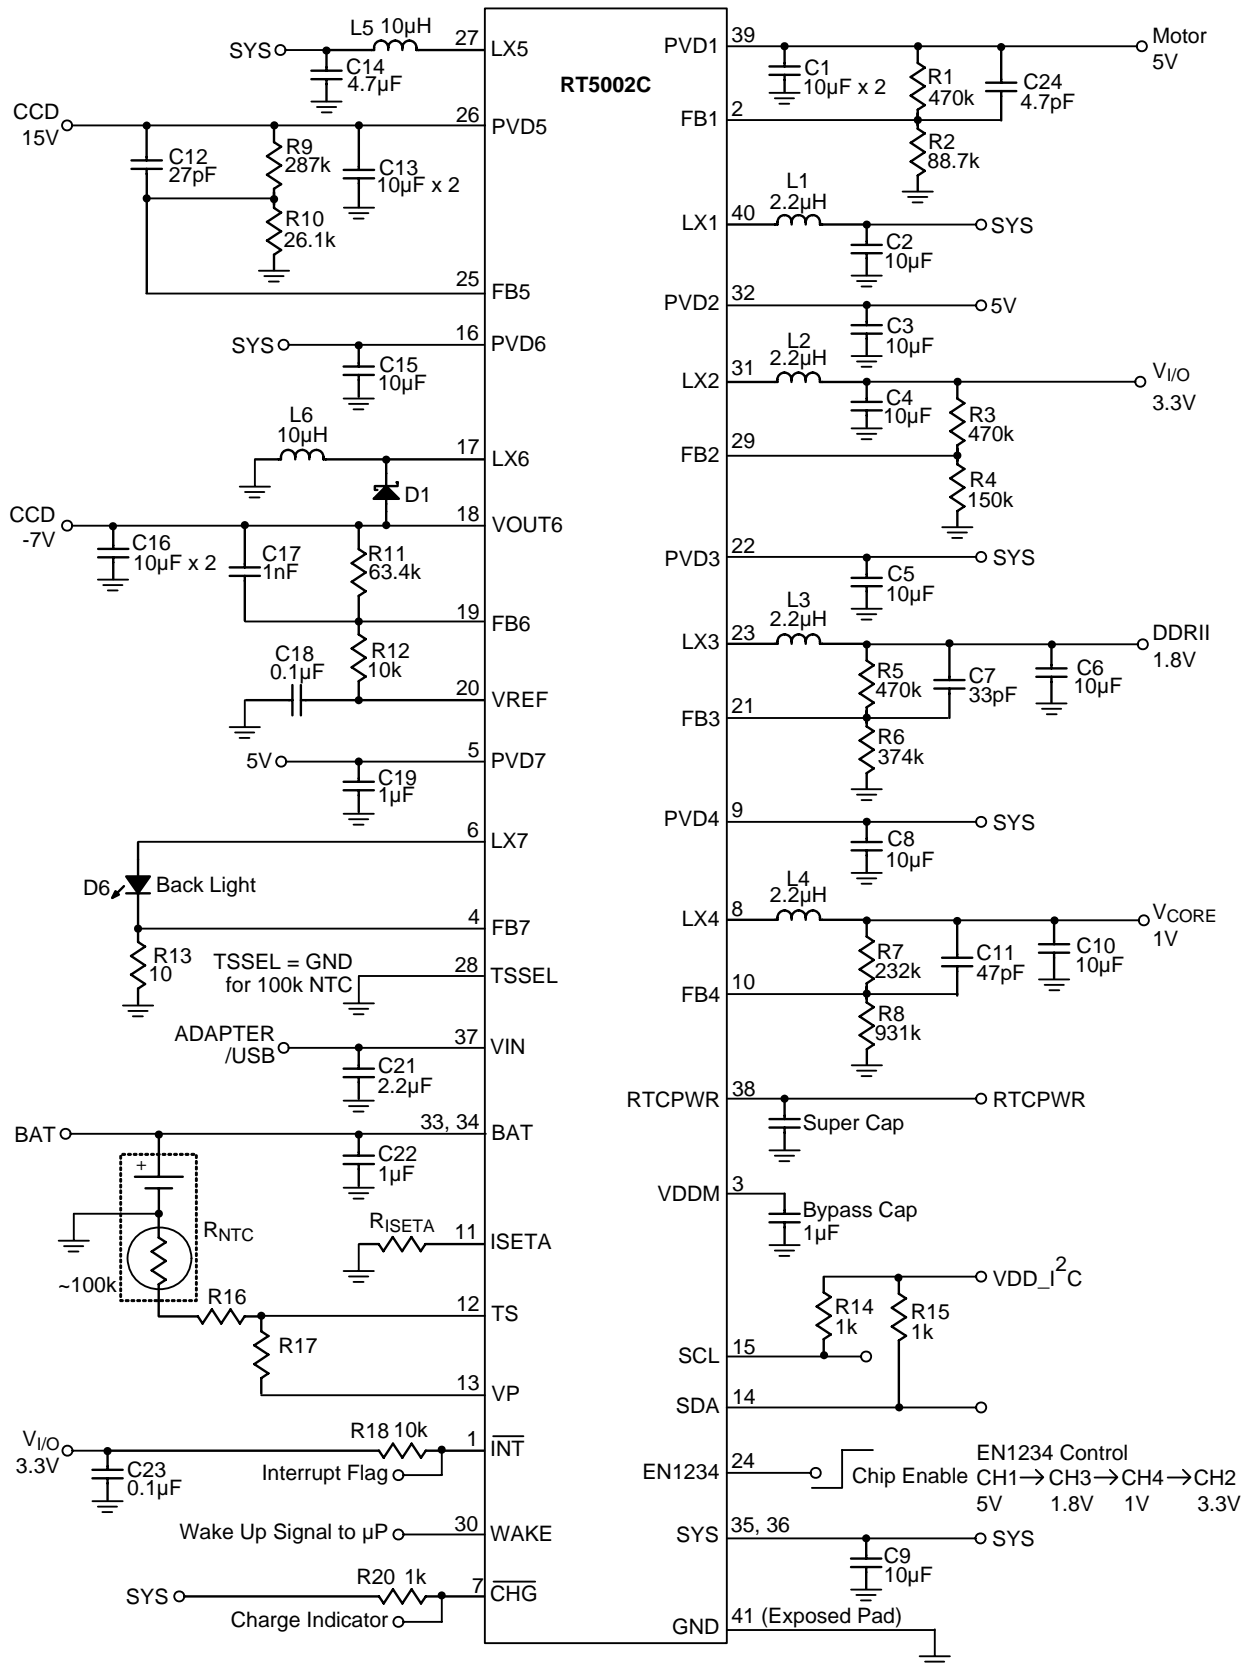 RT5002C
L5 10µH
SYS
27 LX5
C14
4.7µF
CCD
15V
26 PVD5
C12
27pF
R9
287k
C13
10µF x 2
R10
26.1k
25 FB5
SYS
16 PVD6
C15
10µF
L6
10µH
17 LX6
D1
CCD
-7V
18 VOUT6
C16
10µF x 2
C17
1nF
R11
63.4k
19 FB6
R12
10k
C18
0.1µF
20 VREF
5V
5 PVD7
C19
1µF
6 LX7
D6 Back Light
4 FB7
R13
10
TSSEL = GND
for 100k NTC
28 TSSEL
ADAPTER
/USB
37 VIN
C21
2.2µF
BAT
33, 34 BAT
C22
1µF
+
RNTC
~100k
RISETA
11 ISETA
R16
12 TS
R17
13 VP
VI/O
3.3V
R18 10k
1 INT
C23
0.1µF
Interrupt Flag
Wake Up Signal to µP
30 WAKE
SYS
R20 1k
7 CHG
Charge Indicator
PVD1 39
Motor
5V
C1
10µF x 2
R1
470k
C24
4.7pF
FB1 2
R2
88.7k
L1
2.2µH
LX1 40
SYS
C2
10µF
PVD2 32
5V
C3
10µF
L2
2.2µH
LX2 31
VI/O
3.3V
C4
10µF
R3
470k
FB2 29
R4
150k
PVD3 22
SYS
C5
10µF
L3
2.2µH
LX3 23
DDRII
1.8V
R5
470k
C7
33pF
C6
10µF
FB3 21
R6
374k
PVD4 9
SYS
C8
10µF
L4
2.2µH
LX4 8
VCORE
1V
R7
232k
C11
47pF
C10
10µF
FB4 10
R8
931k
RTCPWR 38
RTCPWR
Super Cap
VDDM 3
Bypass Cap
1µF
VDD_I2C
R14
1k
R15
1k
SCL 15
SDA 14
EN1234 24
Chip Enable
EN1234 Control
CH1→CH3→CH4→CH2
5V 1.8V 1V 3.3V
SYS 35, 36
SYS
C9
10µF
GND 41 (Exposed Pad)